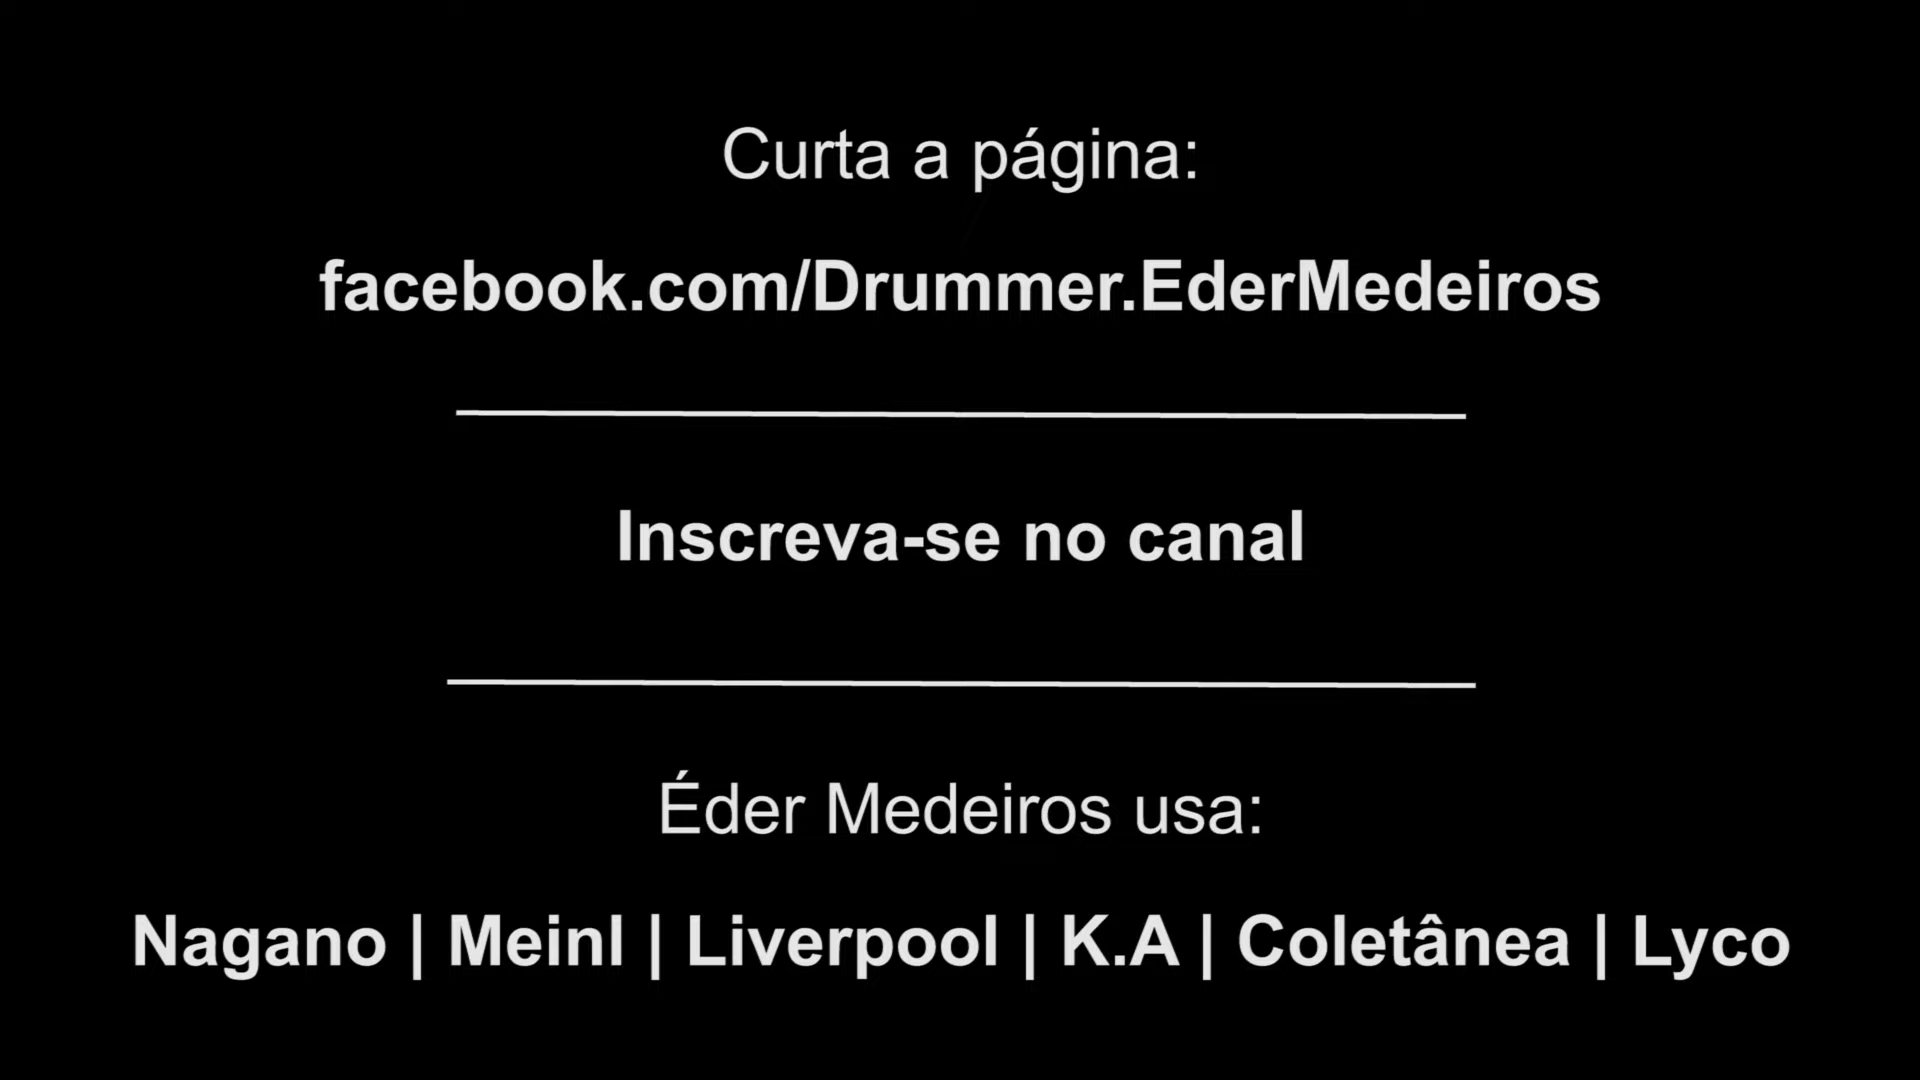 Curta a página:
facebook.com/Drummer.EderMedeiros
Inscreva-se no canal
Éder Medeiros usa:
Nagano | Meinl | Liverpool | K.A | Coletânea | Lyco